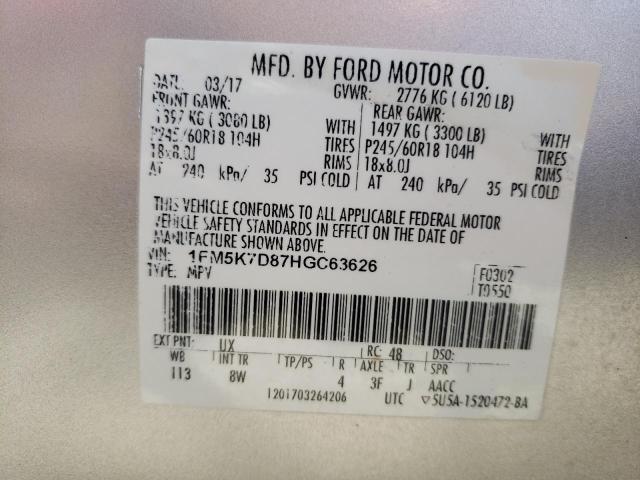 MFD. BY FORD MOTOR CO.
DATE: 03/17 GVWR: 2776 KG ( 6120 LB)
FRONT GAWR: REAR GAWR:
1397 KG ( 3080 LB) WITH 1497 KG ( 3300 LB) WITH
P245/60R18 104H TIRES P245/60R18 104H TIRES
18x8.0J RIMS 18x8.0J RIMS
AT 240 kPa/ 35 PSI COLD AT 240 kPa/ 35 PSI COLD
THIS VEHICLE CONFORMS TO ALL APPLICABLE FEDERAL MOTOR
VEHICLE SAFETY STANDARDS IN EFFECT ON THE DATE OF
MANUFACTURE SHOWN ABOVE.
VIN: 1FM5K7D87HGC63626 F0302
TYPE: MPV T0550
EXT PNT: UX RC: 48 DSO:
WB INT TR TP/PS R AXLE TR SPR
113 8W 4 3F J AACC
1201703264206 UTC ▽5U5A-1520472-BA